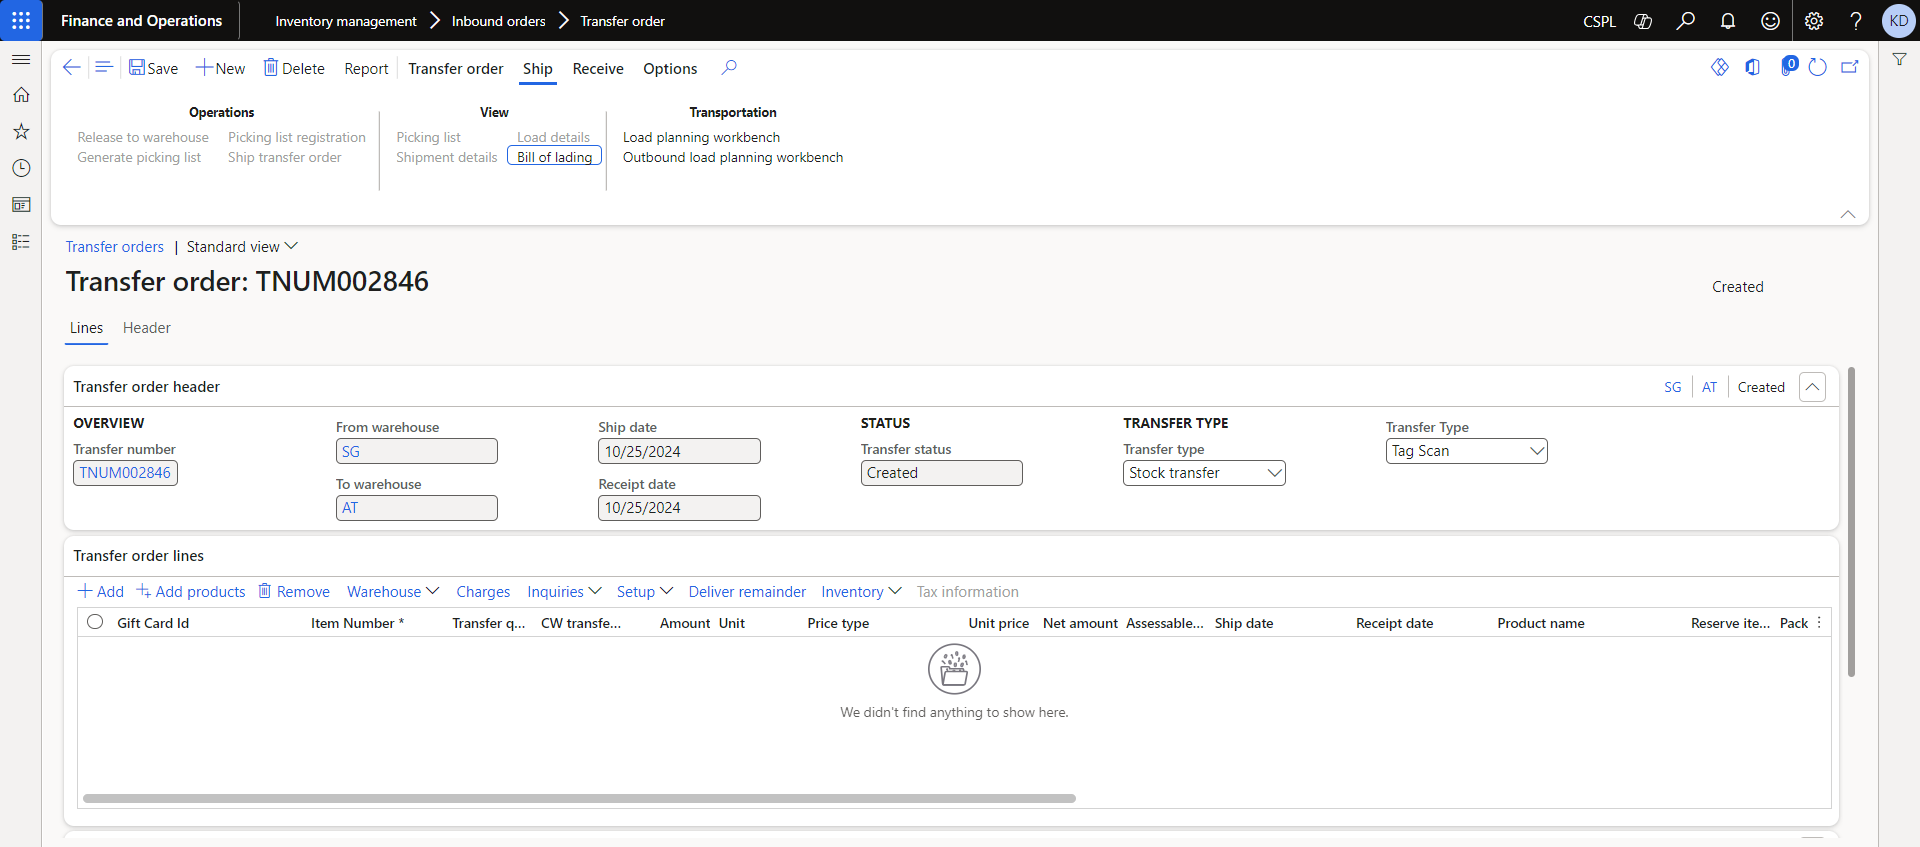 Finance and Operations
Inventory management
Inbound orders
Transfer order
CSPL
KD
Save
New
Delete
Report
Transfer order
Ship
Receive
Options
0
Operations
View
Transportation
Release to warehouse
Picking list registration
Picking list
Load details
Load planning workbench
Generate picking list
Ship transfer order
Shipment details
Bill of lading
Outbound load planning workbench
Transfer orders | Standard view
Transfer order: TNUM002846
Created
Lines
Header
Transfer order header
SG
AT
Created
OVERVIEW
Transfer number
TNUM002846
From warehouse
SG
To warehouse
AT
Ship date
10/25/2024
Receipt date
10/25/2024
STATUS
Transfer status
Created
TRANSFER TYPE
Transfer type
Stock transfer
Transfer Type
Tag Scan
Transfer order lines
Add
Add products
Remove
Warehouse
Charges
Inquiries
Setup
Deliver remainder
Inventory
Tax information
Gift Card Id
Item Number *
Transfer q...
CW transfe...
Amount
Unit
Price type
Unit price
Net amount
Assessable...
Ship date
Receipt date
Product name
Reserve ite...
Pack
We didn't find anything to show here.